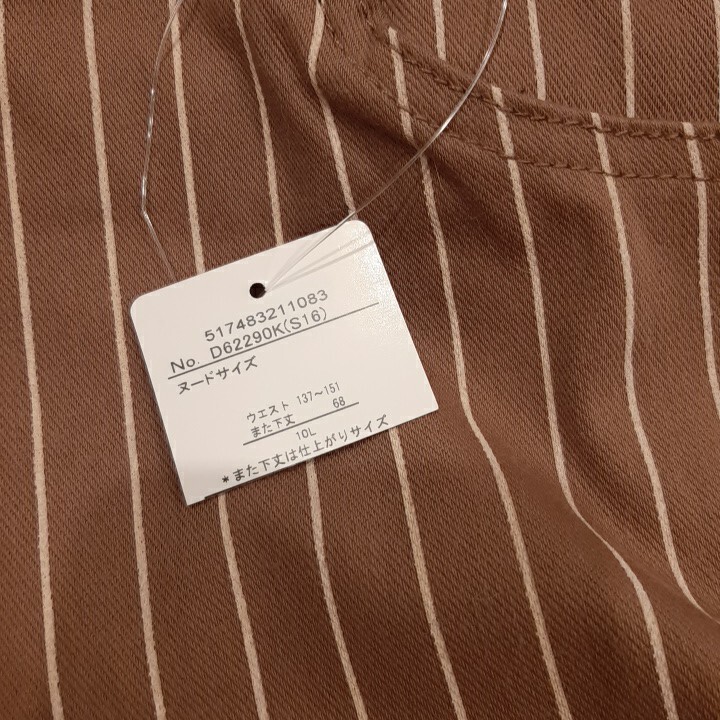 517483211083
No. D62290K(S16)
ヌードサイズ
ウエスト 137〜151
また下丈 68
10L
*また下丈は仕上がりサイズ